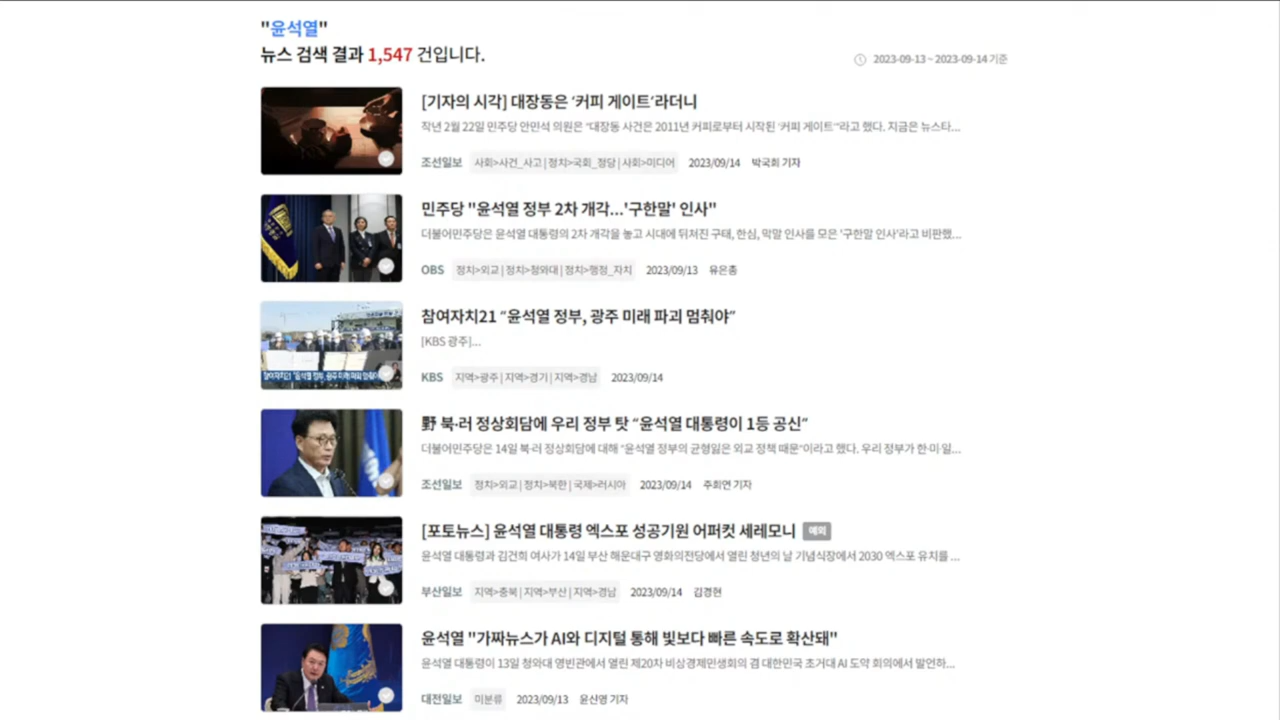 "윤석열"
뉴스 검색 결과 1,547 건입니다.
2023-09-13 ~ 2023-09-14 기준
[기자의 시각] 대장동은 ‘커피 게이트’라더니
작년 2월 22일 민주당 안민석 의원은 “대장동 사건은 2011년 커피로부터 시작된 ‘커피 게이트’”라고 했다. 지금은 뉴스타...
조선일보 사회>사건_사고 | 정치>국회_정당 | 사회>미디어 2023/09/14 박국희 기자
민주당 "윤석열 정부 2차 개각...'구한말' 인사"
더불어민주당은 윤석열 대통령의 2차 개각을 놓고 시대에 뒤처진 구태, 한심, 막말 인사를 모은 '구한말 인사'라고 비판했...
OBS 정치>외교 | 정치>청와대 | 정치>행정_자치 2023/09/13 유은총
참여자치21 “윤석열 정부, 광주 미래 파괴 멈춰야”
[KBS 광주]...
참여자치21 "윤석열 정부, 광주 미래 파괴 멈춰야"
KBS 지역>광주 | 지역>경기 | 지역>경남 2023/09/14
野 북·러 정상회담에 우리 정부 탓 “윤석열 대통령이 1등 공신”
더불어민주당은 14일 북·러 정상회담에 대해 “윤석열 정부의 균형잃은 외교 정책 때문”이라고 했다. 우리 정부가 한·미·일...
조선일보 정치>외교 | 정치>북한 | 국제>러시아 2023/09/14 주희연 기자
[포토뉴스] 윤석열 대통령 엑스포 성공기원 어퍼컷 세레모니 예외
윤석열 대통령과 김건희 여사가 14일 부산 해운대구 영화의전당에서 열린 청년의 날 기념식장에서 2030 엑스포 유치를 ...
부산일보 지역>충북 | 지역>부산 | 지역>경남 2023/09/14 김경현
윤석열 "가짜뉴스가 AI와 디지털 통해 빛보다 빠른 속도로 확산돼"
윤석열 대통령이 13일 청와대 영빈관에서 열린 제20차 비상경제민생회의 겸 대한민국 초거대 AI 도약 회의에서 발언하...
대전일보 미분류 2023/09/13 윤신영 기자